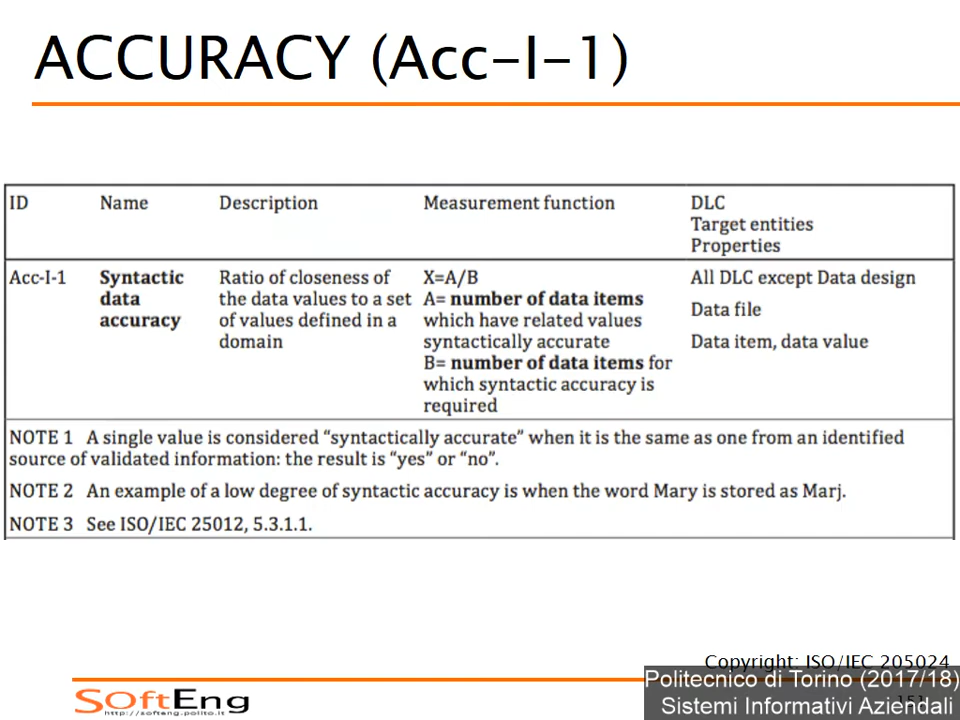 ACCURACY (Acc-I-1)
ID Name Description Measurement function DLC
Target entities
Properties
Acc-I-1 Syntactic data accuracy Ratio of closeness of the data values to a set of values defined in a domain X=A/B All DLC except Data design
A= number of data items Data file
which have related values
syntactically accurate Data item, data value
B= number of data items for
which syntactic accuracy is
required
NOTE 1 A single value is considered “syntactically accurate” when it is the same as one from an identified
source of validated information: the result is “yes” or “no”.
NOTE 2 An example of a low degree of syntactic accuracy is when the word Mary is stored as Marj.
NOTE 3 See ISO/IEC 25012, 5.3.1.1.
Copyright: ISO/IEC 205024
Politecnico di Torino (2017/18)
Sistemi Informativi Aziendali
SOftEng
http://softeng.polito.it